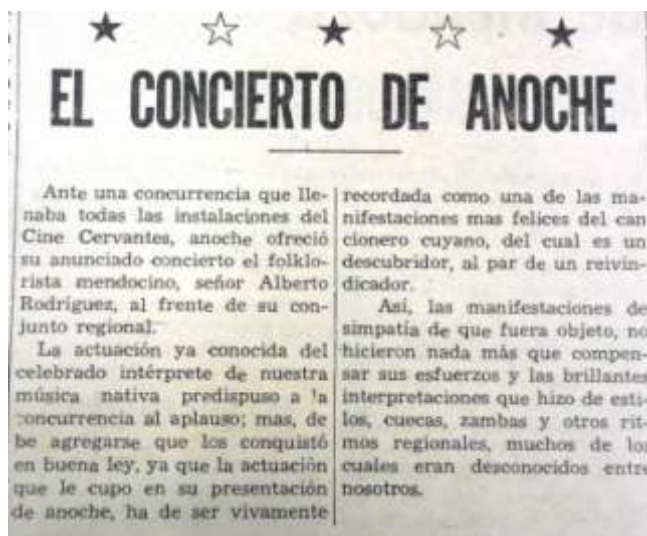 EL CONCIERTO DE ANOCHE
Ante una concurrencia que lle-
naba todas las instalaciones del
Cine Cervantes, anoche ofreció
su anunciado concierto el folklo-
rista mendocino, señor Alberto
Rodríguez, al frente de su con-
junto regional.
La actuación ya conocida del
celebrado intérprete de nuestra
música nativa predispuso a la
concurrencia al aplauso; mas, de
be agregarse que los conquistó
en buena ley, ya que la actuación
que le cupo en su presentación
de anoche, ha de ser vivamente
recordada como una de las ma-
nifestaciones mas felices del can
cionero cuyano, del cual es un
descubridor, al par de un reivin-
dicador.
Asi, las manifestaciones de
simpatía de que fuera objeto, no
hicieron nada más que compen-
sar sus esfuerzos y las brillantes
interpretaciones que hizo de esti-
los, cuecas, zambas y otros rit-
mos regionales, muchos de los
cuales eran desconocidos entre
nosotros.